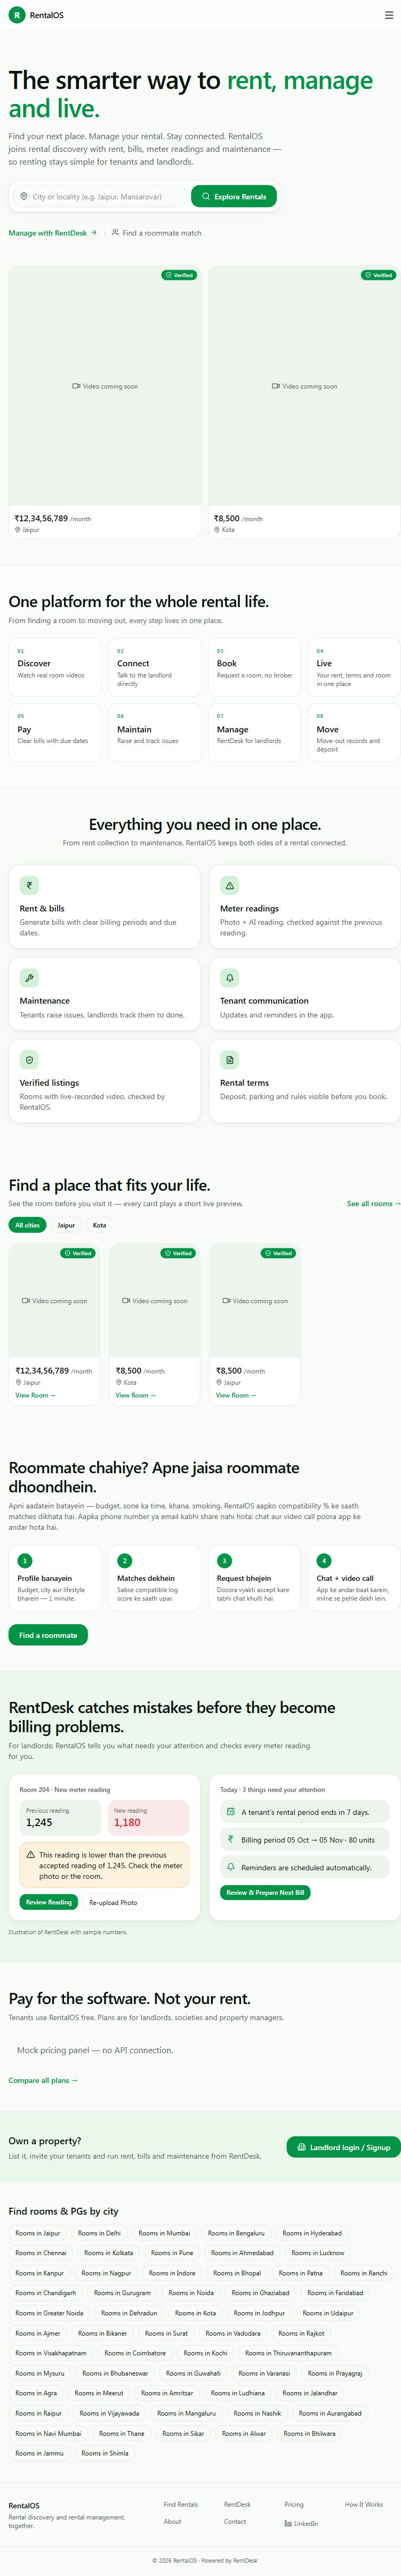 R RentalOS
The smarter way to rent, manage
and live.
Find your next place. Manage your rental. Stay connected. RentalOS
joins rental discovery with rent, bills, meter readings and maintenance —
so renting stays simple for tenants and landlords.
City or locality (e.g. Jaipur, Mansarovar) Explore Rentals
Manage with RentDesk → Find a roommate match
Verified Verified
Video coming soon Video coming soon
₹12,34,56,789 /month ₹8,500 /month
Jaipur Kota
One platform for the whole rental life.
From finding a room to moving out, every step lives in one place.
01 02 03 04
Discover Connect Book Live
Watch real room videos Talk to the landlord Request a room, no broker Your rent, terms and room
directly in one place
05 06 07 08
Pay Maintain Manage Move
Clear bills with due dates Raise and track issues RentDesk for landlords Move-out records and
deposit
Everything you need in one place.
From rent collection to maintenance, RentalOS keeps both sides of a rental connected.
₹
Rent & bills Meter readings
Generate bills with clear billing periods and due Photo + AI reading, checked against the previous
dates. reading.
Maintenance Tenant communication
Tenants raise issues, landlords track them to done. Updates and reminders in the app.
Verified listings Rental terms
Rooms with live-recorded video, checked by Deposit, parking and rules visible before you book.
RentalOS.
Find a place that fits your life.
See the room before you visit it — every card plays a short live preview. See all rooms →
All cities Jaipur Kota
Verified Verified Verified
Video coming soon Video coming soon Video coming soon
₹12,34,56,789 /month ₹8,500 /month ₹8,500 /month
Jaipur Kota Jaipur
View Room → View Room → View Room →
Roommate chahiye? Apne jaisa roommate
dhoondhein.
Apni aadatein batayein — budget, sone ka time, khana, smoking. RentalOS aapko compatibility % ke saath
matches dikhata hai. Aapka phone number ya email kabhi share nahi hota; chat aur video call poora app ke
andar hota hai.
1 2 3 4
Profile banayein Matches dekhein Request bhejein Chat + video call
Budget, city aur lifestyle Sabse compatible log Doosra vyakti accept kare App ke andar baat karein,
bharein — 1 minute. score ke saath upar. tabhi chat khulti hai. milne se pehle dekh lein.
Find a roommate
RentDesk catches mistakes before they become
billing problems.
For landlords: RentalOS tells you what needs your attention and checks every meter reading
for you.
Room 204 · New meter reading Today · 3 things need your attention
Previous reading New reading
1,245 1,180
A tenant's rental period ends in 7 days.
₹ Billing period 05 Oct → 05 Nov · 80 units
This reading is lower than the previous
accepted reading of 1,245. Check the meter
photo or the room.
Reminders are scheduled automatically.
Review Reading Re-upload Photo
Review & Prepare Next Bill
Illustration of RentDesk with sample numbers.
Pay for the software. Not your rent.
Tenants use RentalOS free. Plans are for landlords, societies and property managers.
Mock pricing panel — no API connection.
Compare all plans →
Own a property?
List it, invite your tenants and run rent, bills and maintenance from RentDesk.
Landlord login / Signup
Find rooms & PGs by city
Rooms in Jaipur Rooms in Delhi Rooms in Mumbai Rooms in Bengaluru Rooms in Hyderabad
Rooms in Chennai Rooms in Kolkata Rooms in Pune Rooms in Ahmedabad Rooms in Lucknow
Rooms in Kanpur Rooms in Nagpur Rooms in Indore Rooms in Bhopal Rooms in Patna Rooms in Ranchi
Rooms in Chandigarh Rooms in Gurugram Rooms in Noida Rooms in Ghaziabad Rooms in Faridabad
Rooms in Greater Noida Rooms in Dehradun Rooms in Kota Rooms in Jodhpur Rooms in Udaipur
Rooms in Ajmer Rooms in Bikaner Rooms in Surat Rooms in Vadodara Rooms in Rajkot
Rooms in Visakhapatnam Rooms in Coimbatore Rooms in Kochi Rooms in Thiruvananthapuram
Rooms in Mysuru Rooms in Bhubaneswar Rooms in Guwahati Rooms in Varanasi Rooms in Prayagraj
Rooms in Agra Rooms in Meerut Rooms in Amritsar Rooms in Ludhiana Rooms in Jalandhar
Rooms in Raipur Rooms in Vijayawada Rooms in Mangaluru Rooms in Nashik Rooms in Aurangabad
Rooms in Navi Mumbai Rooms in Thane Rooms in Sikar Rooms in Alwar Rooms in Bhilwara
Rooms in Jammu Rooms in Shimla
RentalOS Find Rentals RentDesk Pricing How It Works
Rental discovery and rental management,
together.
About Contact LinkedIn
© 2026 RentalOS · Powered by RentDesk